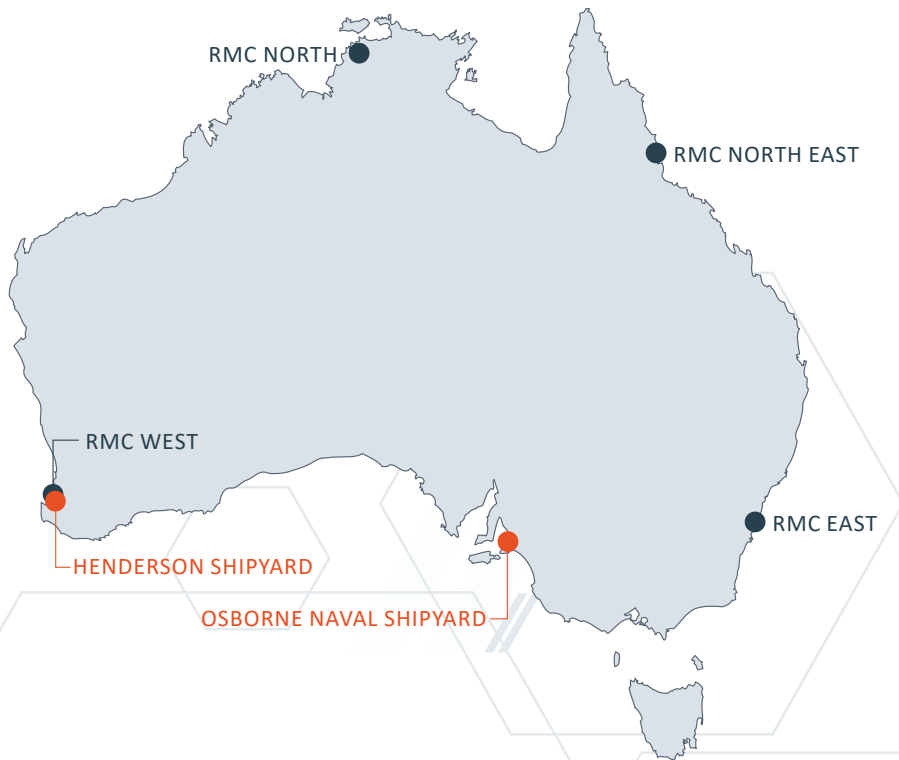 RMC NORTH
RMC NORTH EAST
RMC WEST
RMC EAST
HENDERSON SHIPYARD
OSBORNE NAVAL SHIPYARD